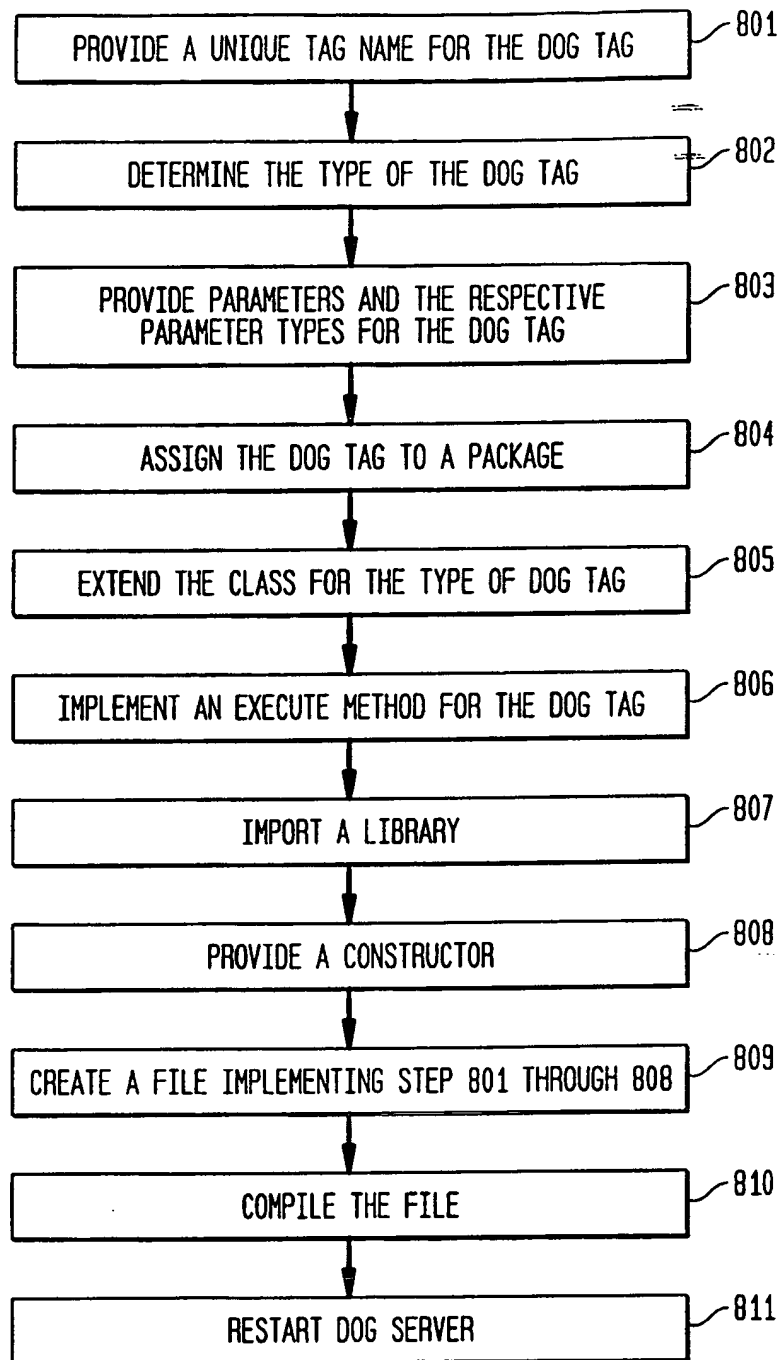 PROVIDE A UNIQUE TAG NAME FOR THE DOG TAG
801
DETERMINE THE TYPE OF THE DOG TAG
802
PROVIDE PARAMETERS AND THE RESPECTIVE
PARAMETER TYPES FOR THE DOG TAG
803
ASSIGN THE DOG TAG TO A PACKAGE
804
EXTEND THE CLASS FOR THE TYPE OF DOG TAG
805
IMPLEMENT AN EXECUTE METHOD FOR THE DOG TAG
806
IMPORT A LIBRARY
807
PROVIDE A CONSTRUCTOR
808
CREATE A FILE IMPLEMENTING STEP 801 THROUGH 808
809
COMPILE THE FILE
810
RESTART DOG SERVER
811